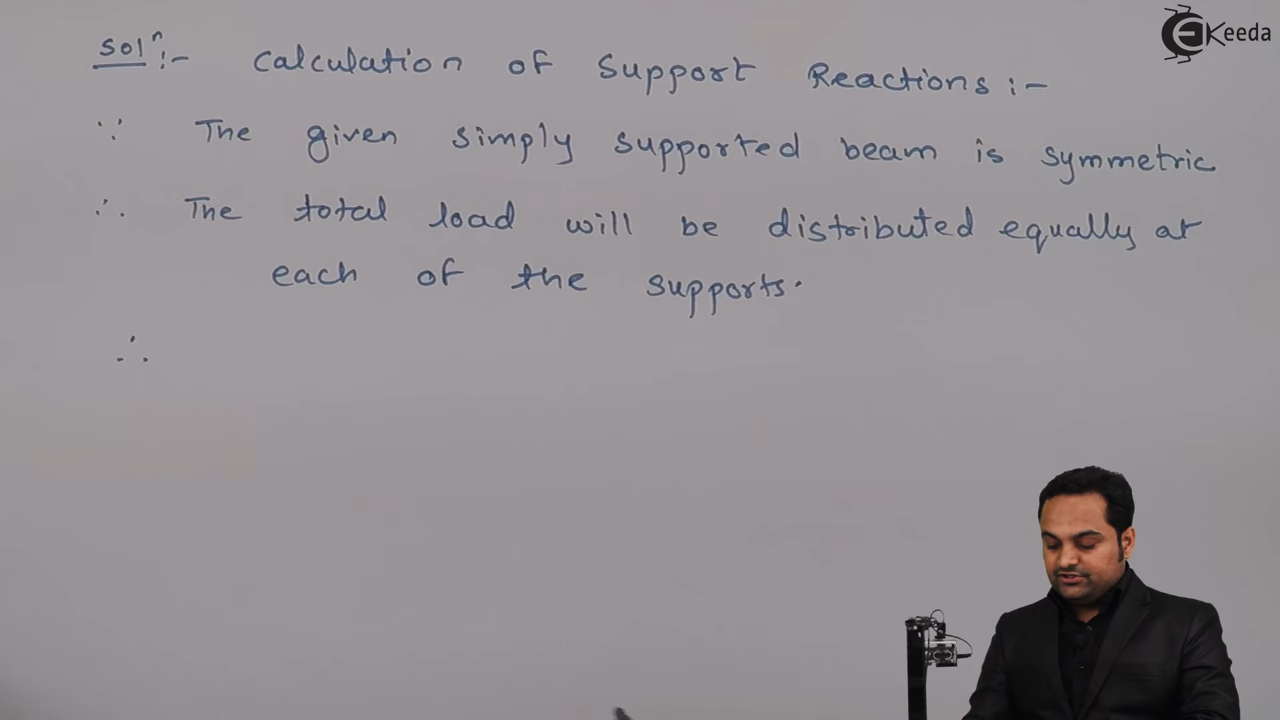 EKeeda
Solⁿ :- Calculation of Support Reactions :-
∵ The given simply supported beam is symmetric
∴ The total load will be distributed equally at
each of the supports.
∴